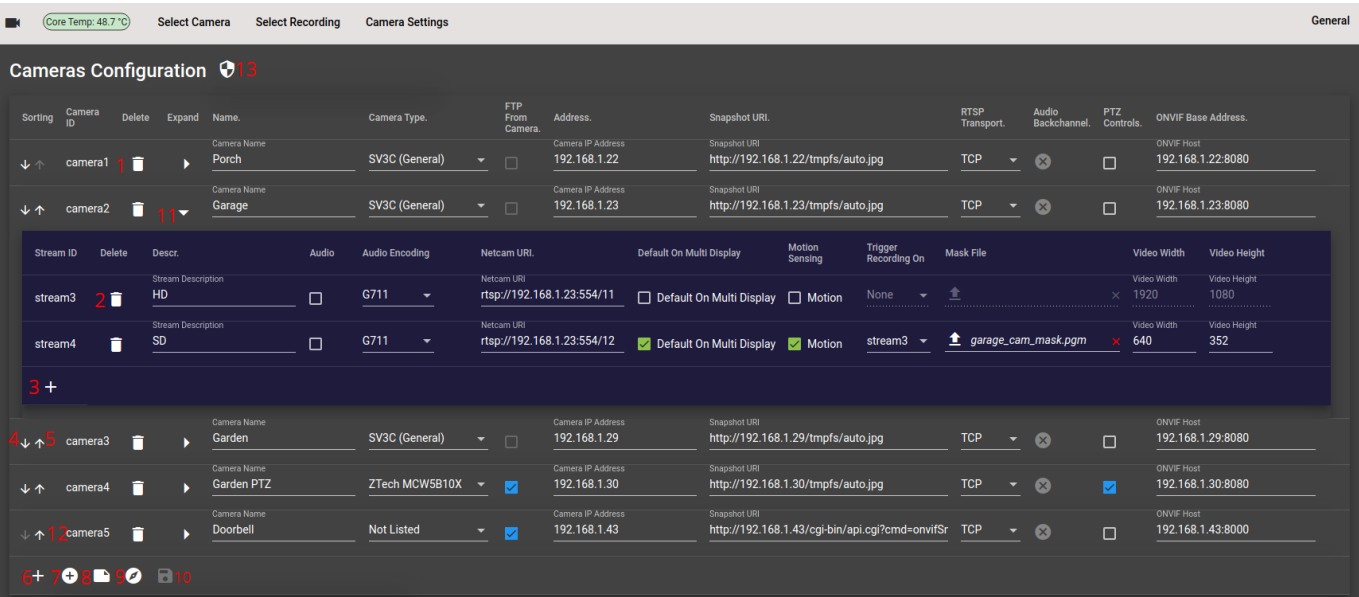 Core Temp: 48.7 °C Select Camera Select Recording Camera Settings General
Cameras Configuration 13
Sorting Camera ID Delete Expand Name. Camera Type. FTP From Camera. Address. Snapshot URI. RTSP Transport. Audio Backchannel. PTZ Controls. ONVIF Base Address.
Camera Name Camera IP Address Snapshot URI ONVIF Host
camera1 1 Porch SV3C (General) 192.168.1.22 http://192.168.1.22/tmpfs/auto.jpg TCP 192.168.1.22:8080
Camera Name Camera IP Address Snapshot URI ONVIF Host
camera2 11 Garage SV3C (General) 192.168.1.23 http://192.168.1.23/tmpfs/auto.jpg TCP 192.168.1.23:8080
Stream ID Delete Descr. Audio Audio Encoding Netcam URI. Default On Multi Display Motion Sensing Trigger Recording On Mask File Video Width Video Height
Stream Description Netcam URI Video Width Video Height
stream3 2 HD G711 rtsp://192.168.1.23:554/11 Default On Multi Display Motion None 1920 1080
Stream Description Netcam URI Video Width Video Height
stream4 SD G711 rtsp://192.168.1.23:554/12 Default On Multi Display Motion stream3 garage_cam_mask.pgm 640 352
3 +
Camera Name Camera IP Address Snapshot URI ONVIF Host
4 5 camera3 Garden SV3C (General) 192.168.1.29 http://192.168.1.29/tmpfs/auto.jpg TCP 192.168.1.29:8080
Camera Name Camera IP Address Snapshot URI ONVIF Host
camera4 Garden PTZ ZTech MCW5B10X 192.168.1.30 http://192.168.1.30/tmpfs/auto.jpg TCP 192.168.1.30:8080
Camera Name Camera IP Address Snapshot URI ONVIF Host
12 camera5 Doorbell Not Listed 192.168.1.43 http://192.168.1.43/cgi-bin/api.cgi?cmd=onvifSr TCP 192.168.1.43:8000
6 + 7 8 9 10